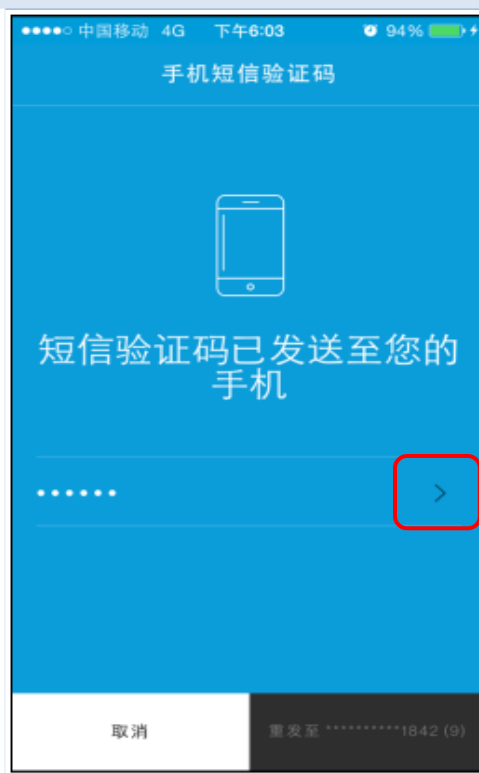 中国移动 4G 下午6:03 94%
手机短信验证码
短信验证码已发送至您的
手机
••••••
取消 重发至 **********1842 (9)